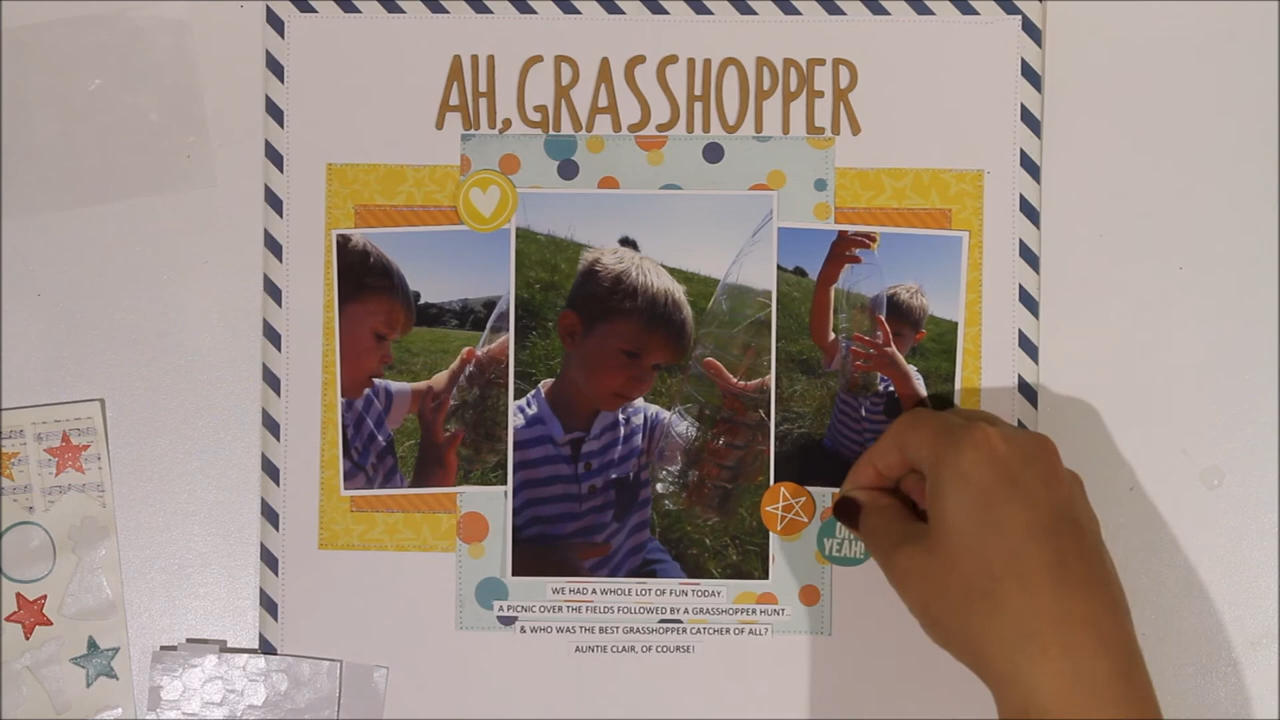 AH, GRASSHOPPER
YEAH!
WE HAD A WHOLE LOT OF FUN TODAY.
A PICNIC OVER THE FIELDS FOLLOWED BY A GRASSHOPPER HUNT..
& WHO WAS THE BEST GRASSHOPPER CATCHER OF ALL?
AUNTIE CLAIR, OF COURSE!